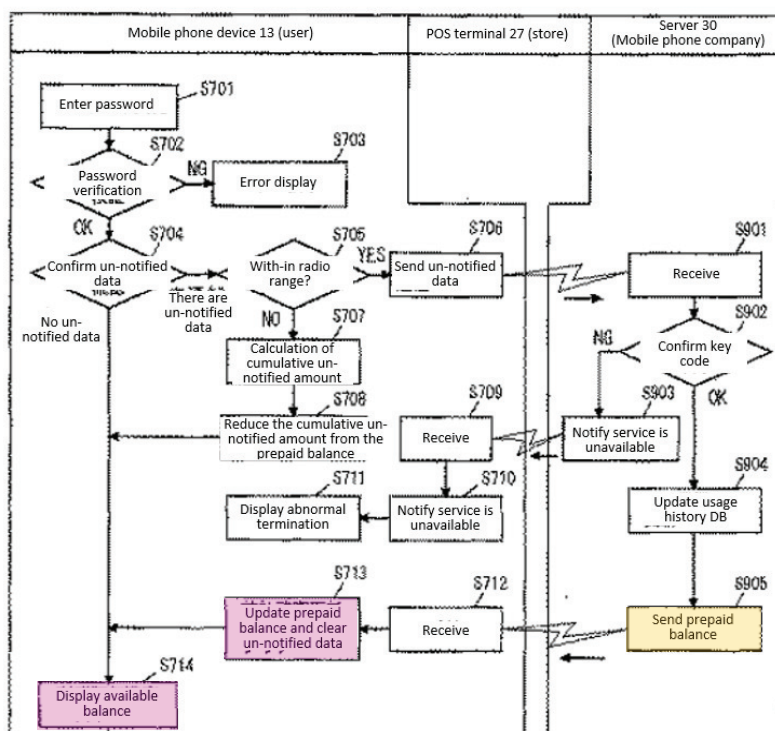 Mobile phone device 13 (user)
POS terminal 27 (store)
Server 30
(Mobile phone company)
S701
Enter password
S702
Password
verification
NG
S703
Error display
OK
S704
Confirm un-notified
data
There are
un-notified
data
No un-
notified data
S705
With-in radio
range?
YES
NO
S706
Send un-notified
data
S901
Receive
S902
Confirm key
code
NG
OK
S707
Calculation of
cumulative un-
notified amount
S708
Reduce the cumulative un-
notified amount from the
prepaid balance
S709
Receive
S903
Notify service is
unavailable
S710
Notify service is
unavailable
S711
Display abnormal
termination
S904
Update usage
history DB
S905
Send prepaid
balance
S712
Receive
S713
Update prepaid
balance and clear
un-notified data
S714
Display available
balance